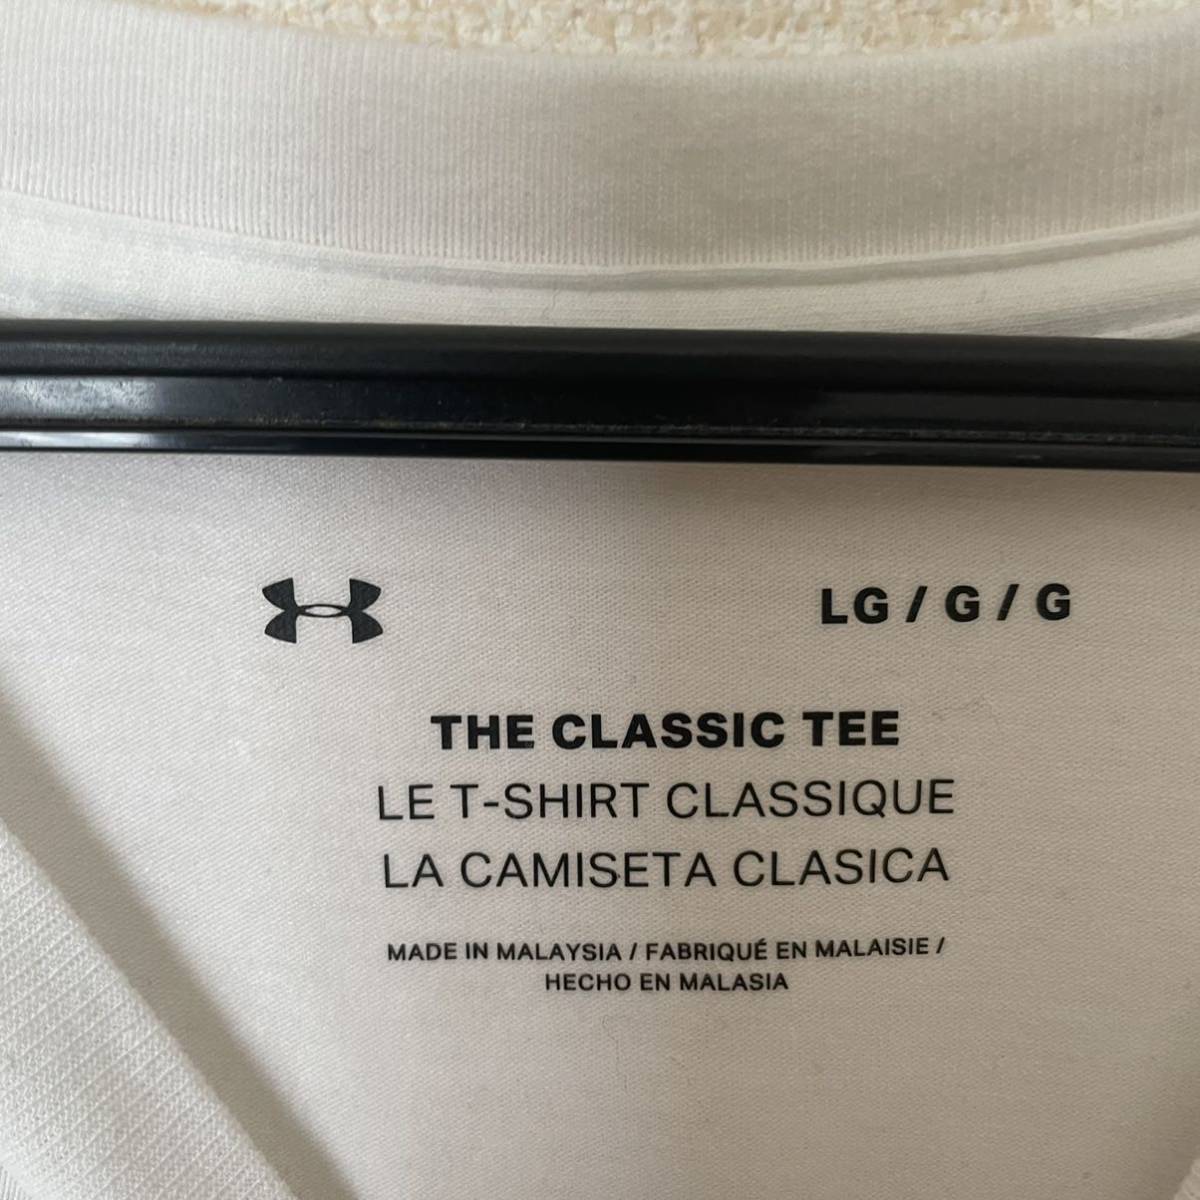 LG / G / G
THE CLASSIC TEE
LE T-SHIRT CLASSIQUE
LA CAMISETA CLASICA
MADE IN MALAYSIA / FABRIQUÉ EN MALAISIE /
HECHO EN MALASIA